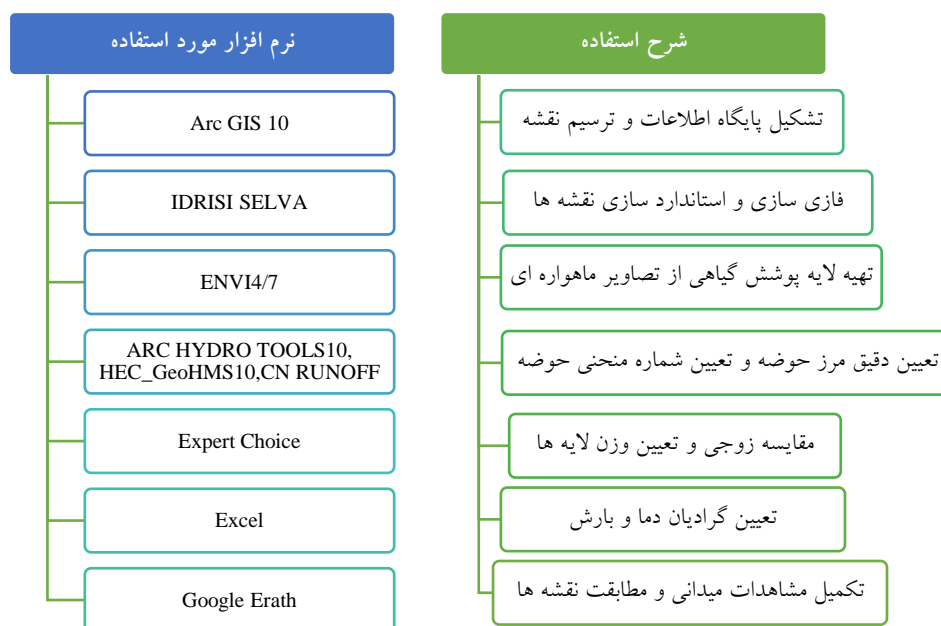 نرم افزار مورد استفاده
شرح استفاده
Arc GIS 10
تشکیل پایگاه اطلاعات و ترسیم نقشه
IDRISI SELVA
فازی سازی و استاندارد سازی نقشه ها
ENVI4/7
تهیه لایه پوشش گیاهی از تصاویر ماهواره ای
ARC HYDRO TOOLS10,
HEC_GeoHMS10,CN RUNOFF
تعیین دقیق مرز حوضه و تعیین شماره منحنی حوضه
Expert Choice
مقایسه زوجی و تعیین وزن لایه ها
Excel
تعیین گرادیان دما و بارش
Google Erath
تکمیل مشاهدات میدانی و مطابقت نقشه ها